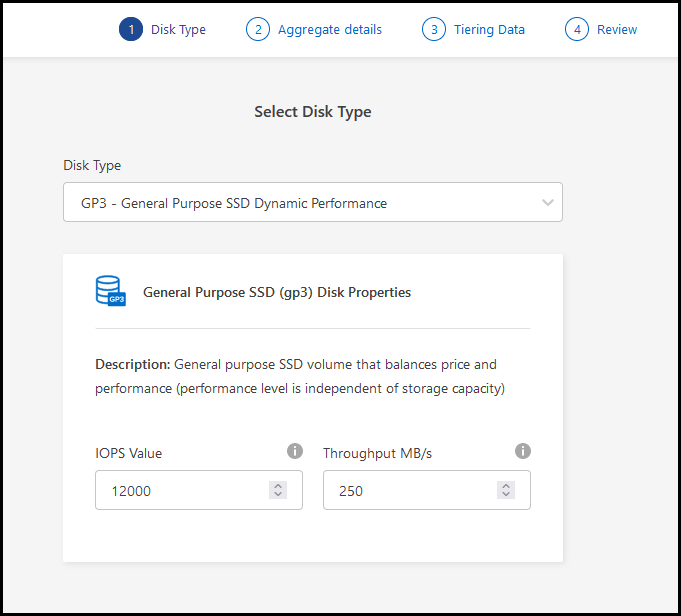 1 Disk Type 2 Aggregate details 3 Tiering Data 4 Review
Select Disk Type
Disk Type
GP3 - General Purpose SSD Dynamic Performance
GP3 General Purpose SSD (gp3) Disk Properties
Description: General purpose SSD volume that balances price and
performance (performance level is independent of storage capacity)
IOPS Value i Throughput MB/s i
12000 250